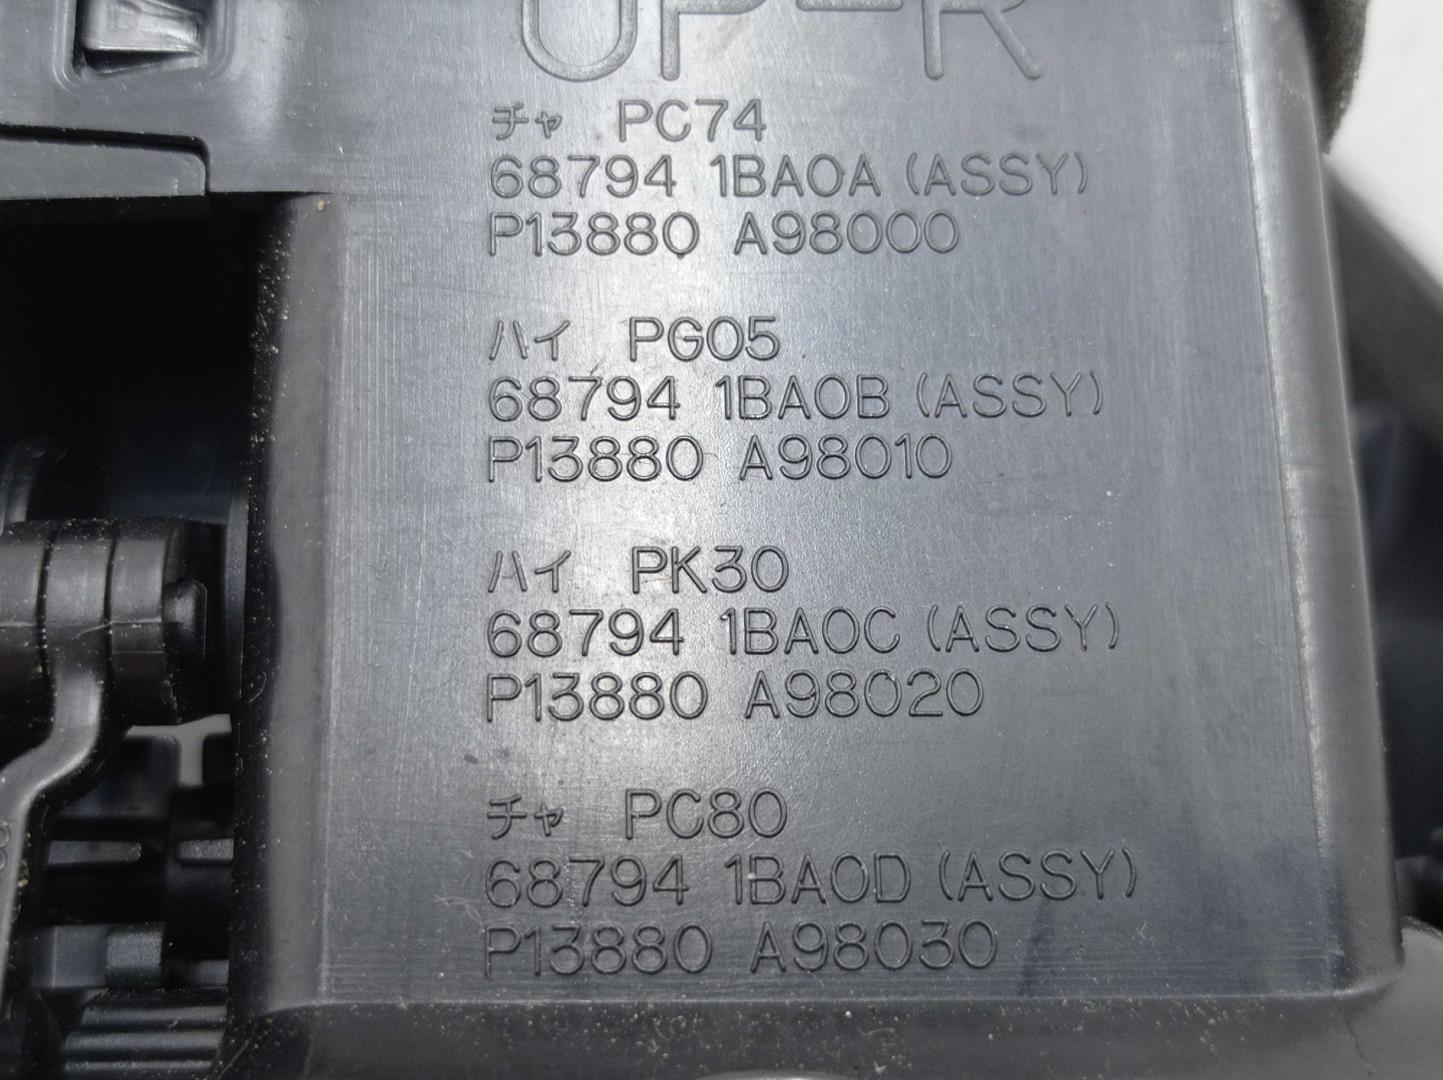 UP-R
チャ PC74
68794 1BA0A (ASSY)
P13880 A98000
ハイ PG05
68794 1BA0B (ASSY)
P13880 A98010
ハイ PK30
68794 1BA0C (ASSY)
P13880 A98020
チャ PC80
68794 1BA0D (ASSY)
P13880 A98030